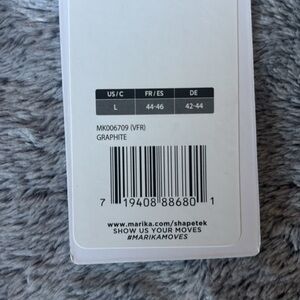 US / C FR / ES DE
L 44-46 42-44
MK006709 (VFR)
GRAPHITE
7 19408 88680 1
www.marika.com/shapetek
SHOW US YOUR MOVES
#MARIKAMOVES